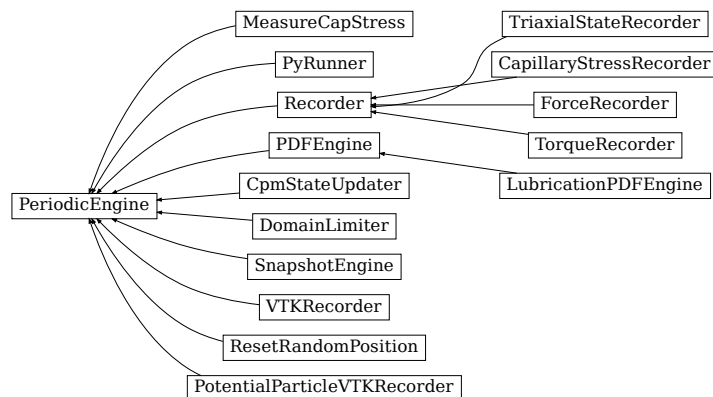 MeasureCapStress
TriaxialStateRecorder
PyRunner
CapillaryStressRecorder
Recorder
ForceRecorder
PDFEngine
TorqueRecorder
CpmStateUpdater
LubricationPDFEngine
PeriodicEngine
DomainLimiter
SnapshotEngine
VTKRecorder
ResetRandomPosition
PotentialParticleVTKRecorder